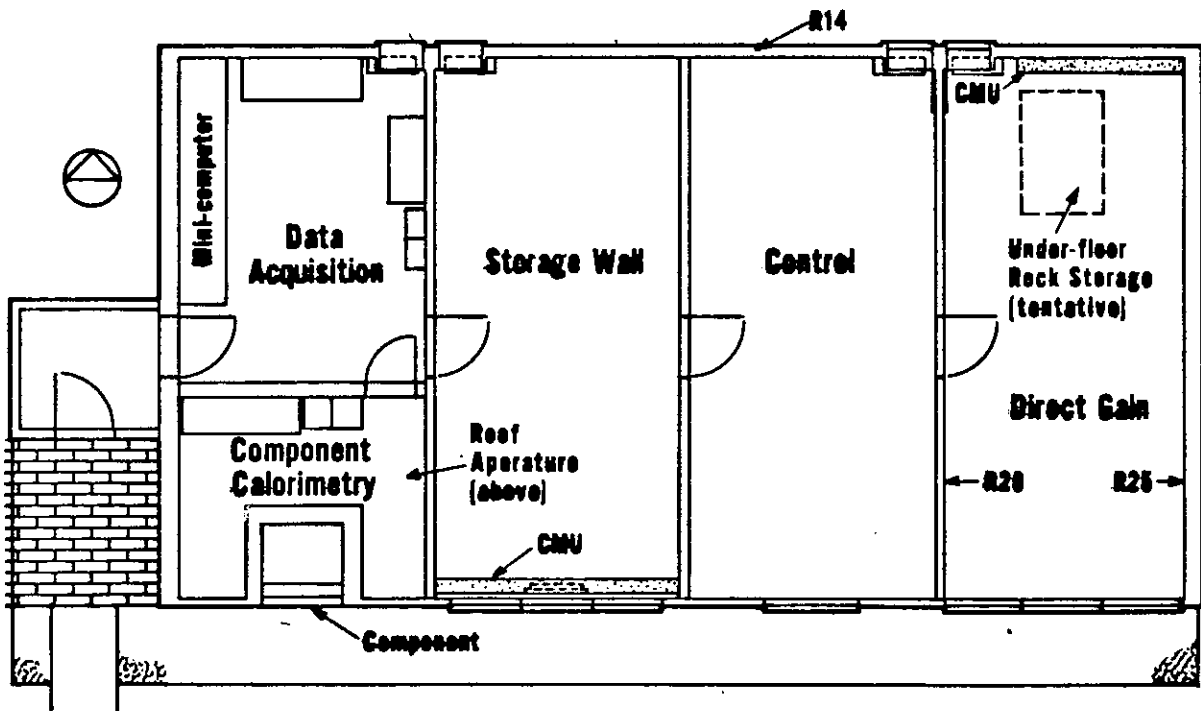 R14
CMU
Mini-computer
Data
Acquisition
Storage Wall
Control
Under-floor
Rock Storage
(tentative)
Direct Gain
Component
Calorimetry
Roof
Aperature
(above)
R20
R25
CMU
Component